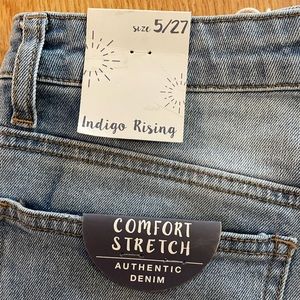 size 5/27
Indigo Rising
COMFORT
STRETCH
AUTHENTIC
DENIM